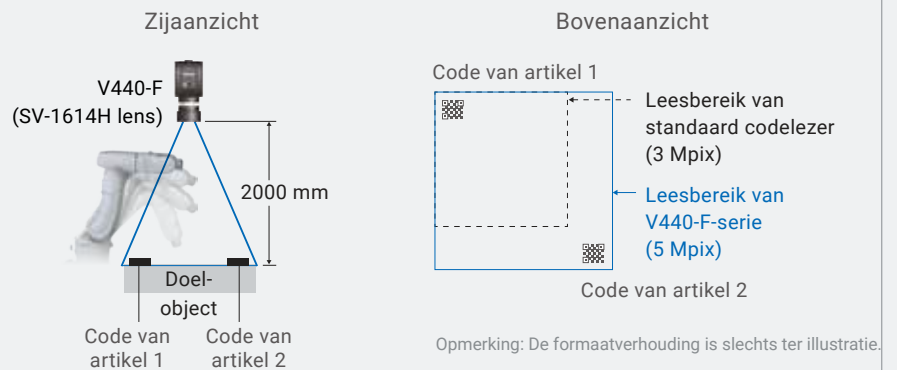 Zijaanzicht
V440-F
(SV-1614H lens)
2000 mm
Doel-
object
Code van
artikel 1
Code van
artikel 2
Bovenaanzicht
Code van artikel 1
Leesbereik van
standaard codelezer
(3 Mpix)
Leesbereik van
V440-F-serie
(5 Mpix)
Code van artikel 2
Opmerking: De formaatverhouding is slechts ter illustratie.